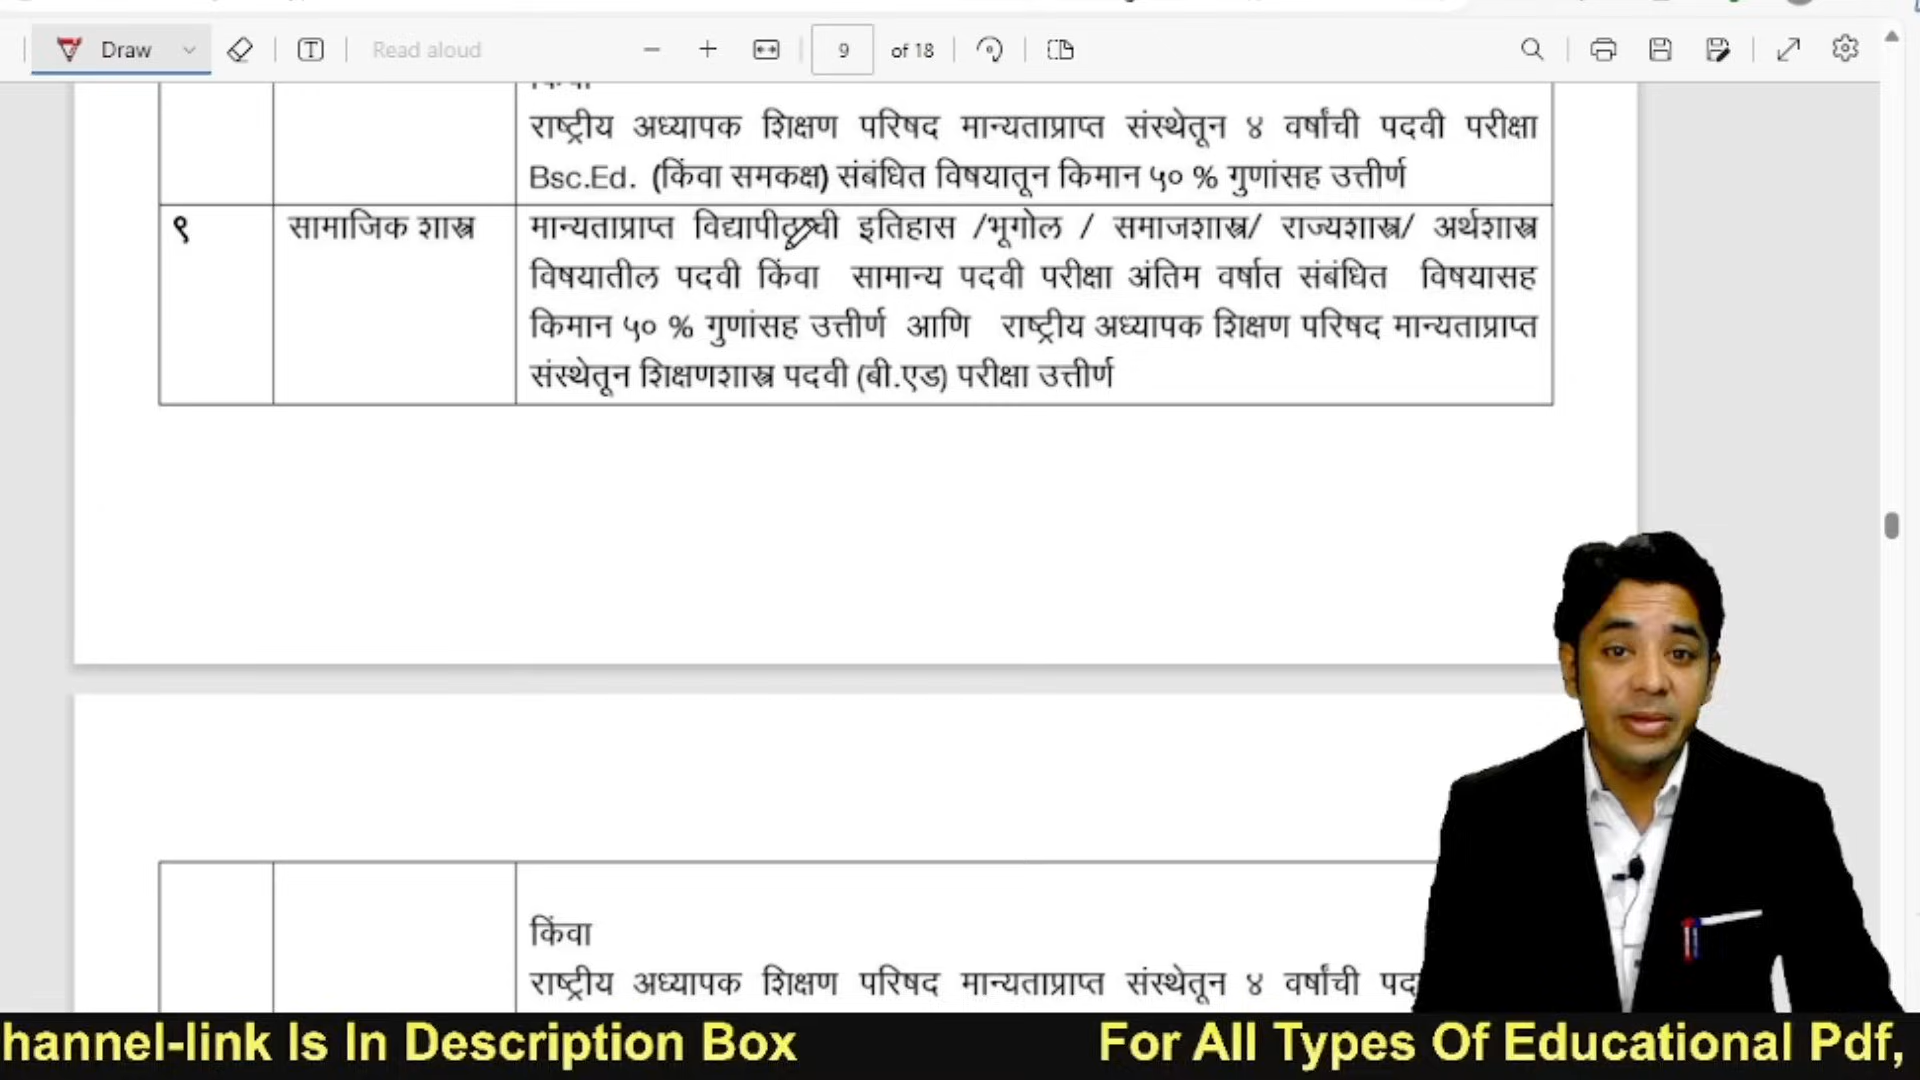 Draw
Read aloud
9 of 18
राष्ट्रीय अध्यापक शिक्षण परिषद मान्यताप्राप्त संस्थेतून ४ वर्षांची पदवी परीक्षा
Bsc.Ed. (किंवा समकक्ष) संबंधित विषयातून किमान ५० % गुणांसह उत्तीर्ण
९ सामाजिक शास्त्र
मान्यताप्राप्त विद्यापीठाची इतिहास /भूगोल / समाजशास्त्र/ राज्यशास्त्र/ अर्थशास्त्र
विषयातील पदवी किंवा सामान्य पदवी परीक्षा अंतिम वर्षात संबंधित विषयासह
किमान ५० % गुणांसह उत्तीर्ण आणि राष्ट्रीय अध्यापक शिक्षण परिषद मान्यताप्राप्त
संस्थेतून शिक्षणशास्त्र पदवी (बी.एड) परीक्षा उत्तीर्ण
किंवा
राष्ट्रीय अध्यापक शिक्षण परिषद मान्यताप्राप्त संस्थेतून ४ वर्षांची
hannel-link Is In Description Box For All Types Of Educational Pdf,